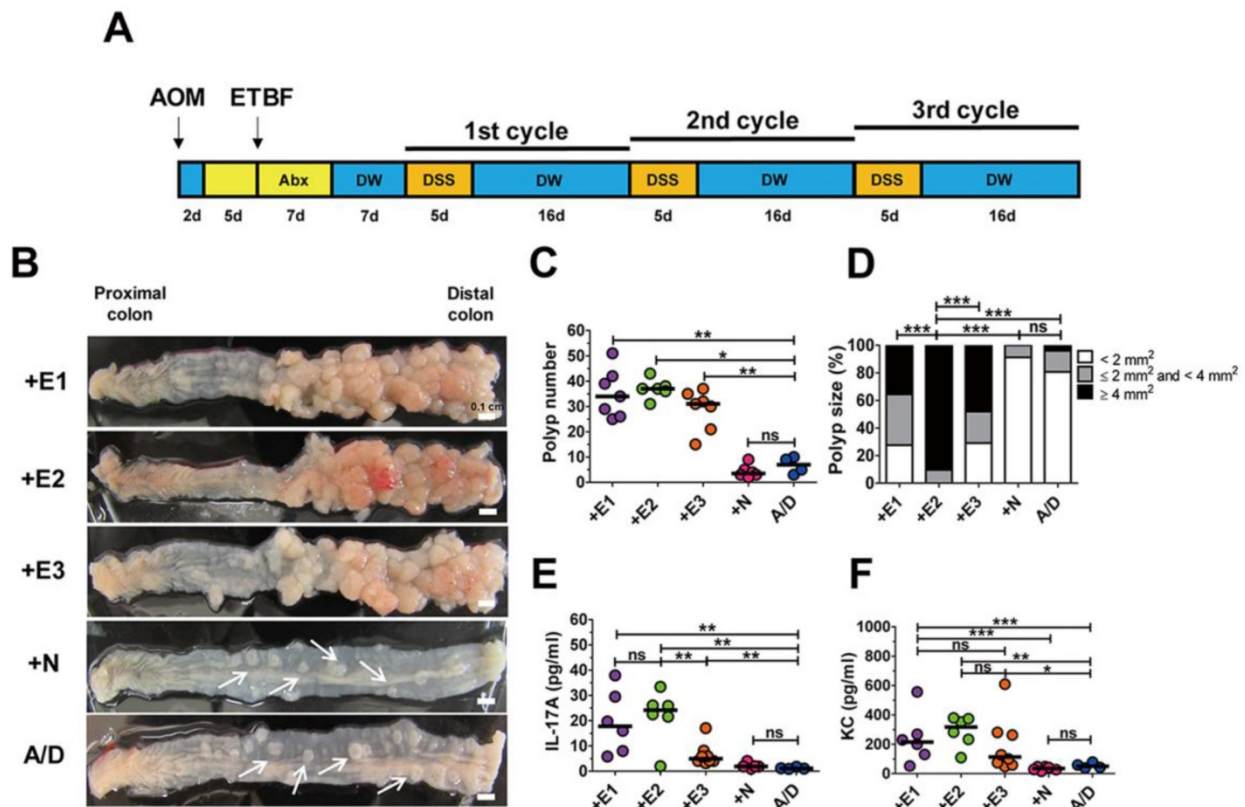 A
AOM ETBF
1st cycle 2nd cycle 3rd cycle
Abx DW DSS DW DSS DW DSS DW
2d 5d 7d 7d 5d 16d 5d 16d 5d 16d
B
Proximal colon
Distal colon
+E1
0.1 cm
+E2
+E3
+N
A/D
C
Polyp number
60
50
40
30
20
10
0
**
*
**
ns
+E1 +E2 +E3 +N A/D
D
Polyp size (%)
100
80
60
40
20
0
***
***
*** *** ns
< 2 mm²
≤ 2 mm² and < 4 mm²
≥ 4 mm²
+E1 +E2 +E3 +N A/D
E
IL-17A (pg/ml)
60
50
40
30
20
10
0
**
**
ns ** **
ns
+E1 +E2 +E3 +N A/D
F
KC (pg/ml)
1000
800
600
400
200
0
***
***
ns **
ns *
ns
+E1 +E2 +E3 +N A/D